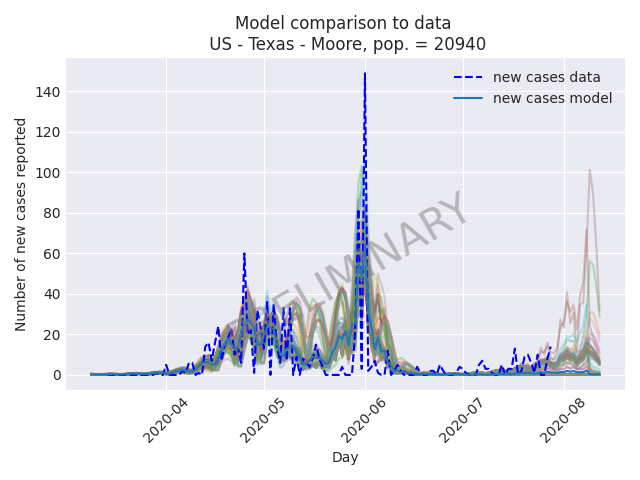 Model comparison to data
US - Texas - Moore, pop. = 20940
new cases data
new cases model
PRELIMINARY
Number of new cases reported
140
120
100
80
60
40
20
0
2020-04
2020-05
2020-06
2020-07
2020-08
Day